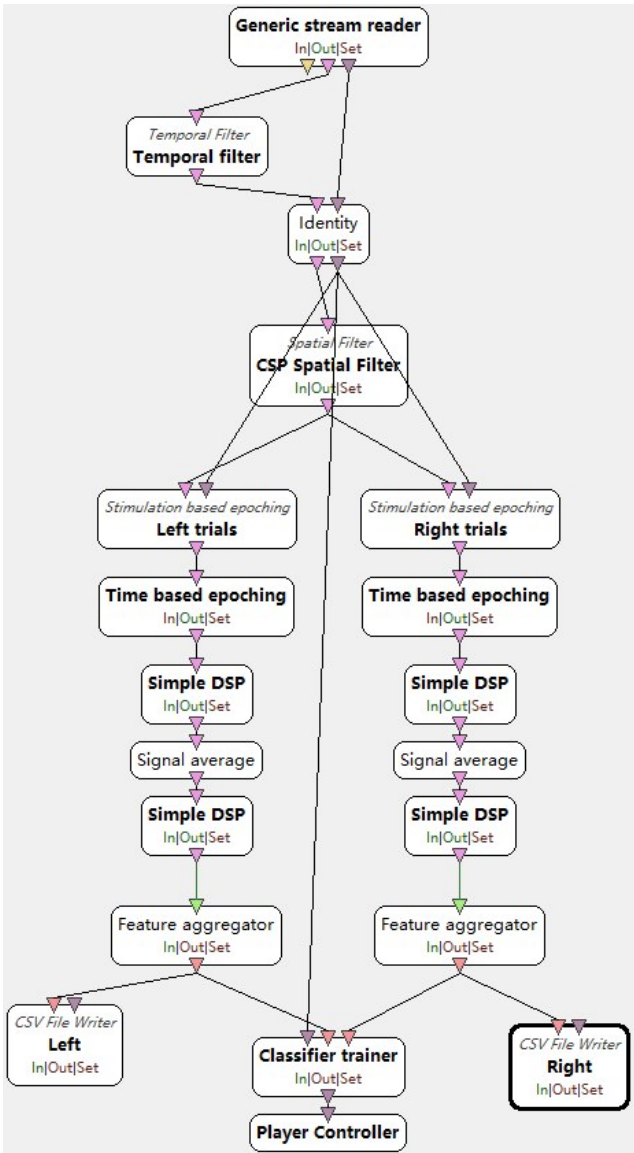 Generic stream reader
In|Out|Set
Temporal Filter
Temporal filter
Identity
In|Out|Set
Spatial Filter
CSP Spatial Filter
In|Out|Set
Stimulation based epoching
Left trials
Stimulation based epoching
Right trials
Time based epoching
In|Out|Set
Time based epoching
In|Out|Set
Simple DSP
In|Out|Set
Simple DSP
In|Out|Set
Signal average
Signal average
Simple DSP
In|Out|Set
Simple DSP
In|Out|Set
Feature aggregator
In|Out|Set
Feature aggregator
In|Out|Set
CSV File Writer
Left
In|Out|Set
Classifier trainer
In|Out|Set
CSV File Writer
Right
In|Out|Set
Player Controller